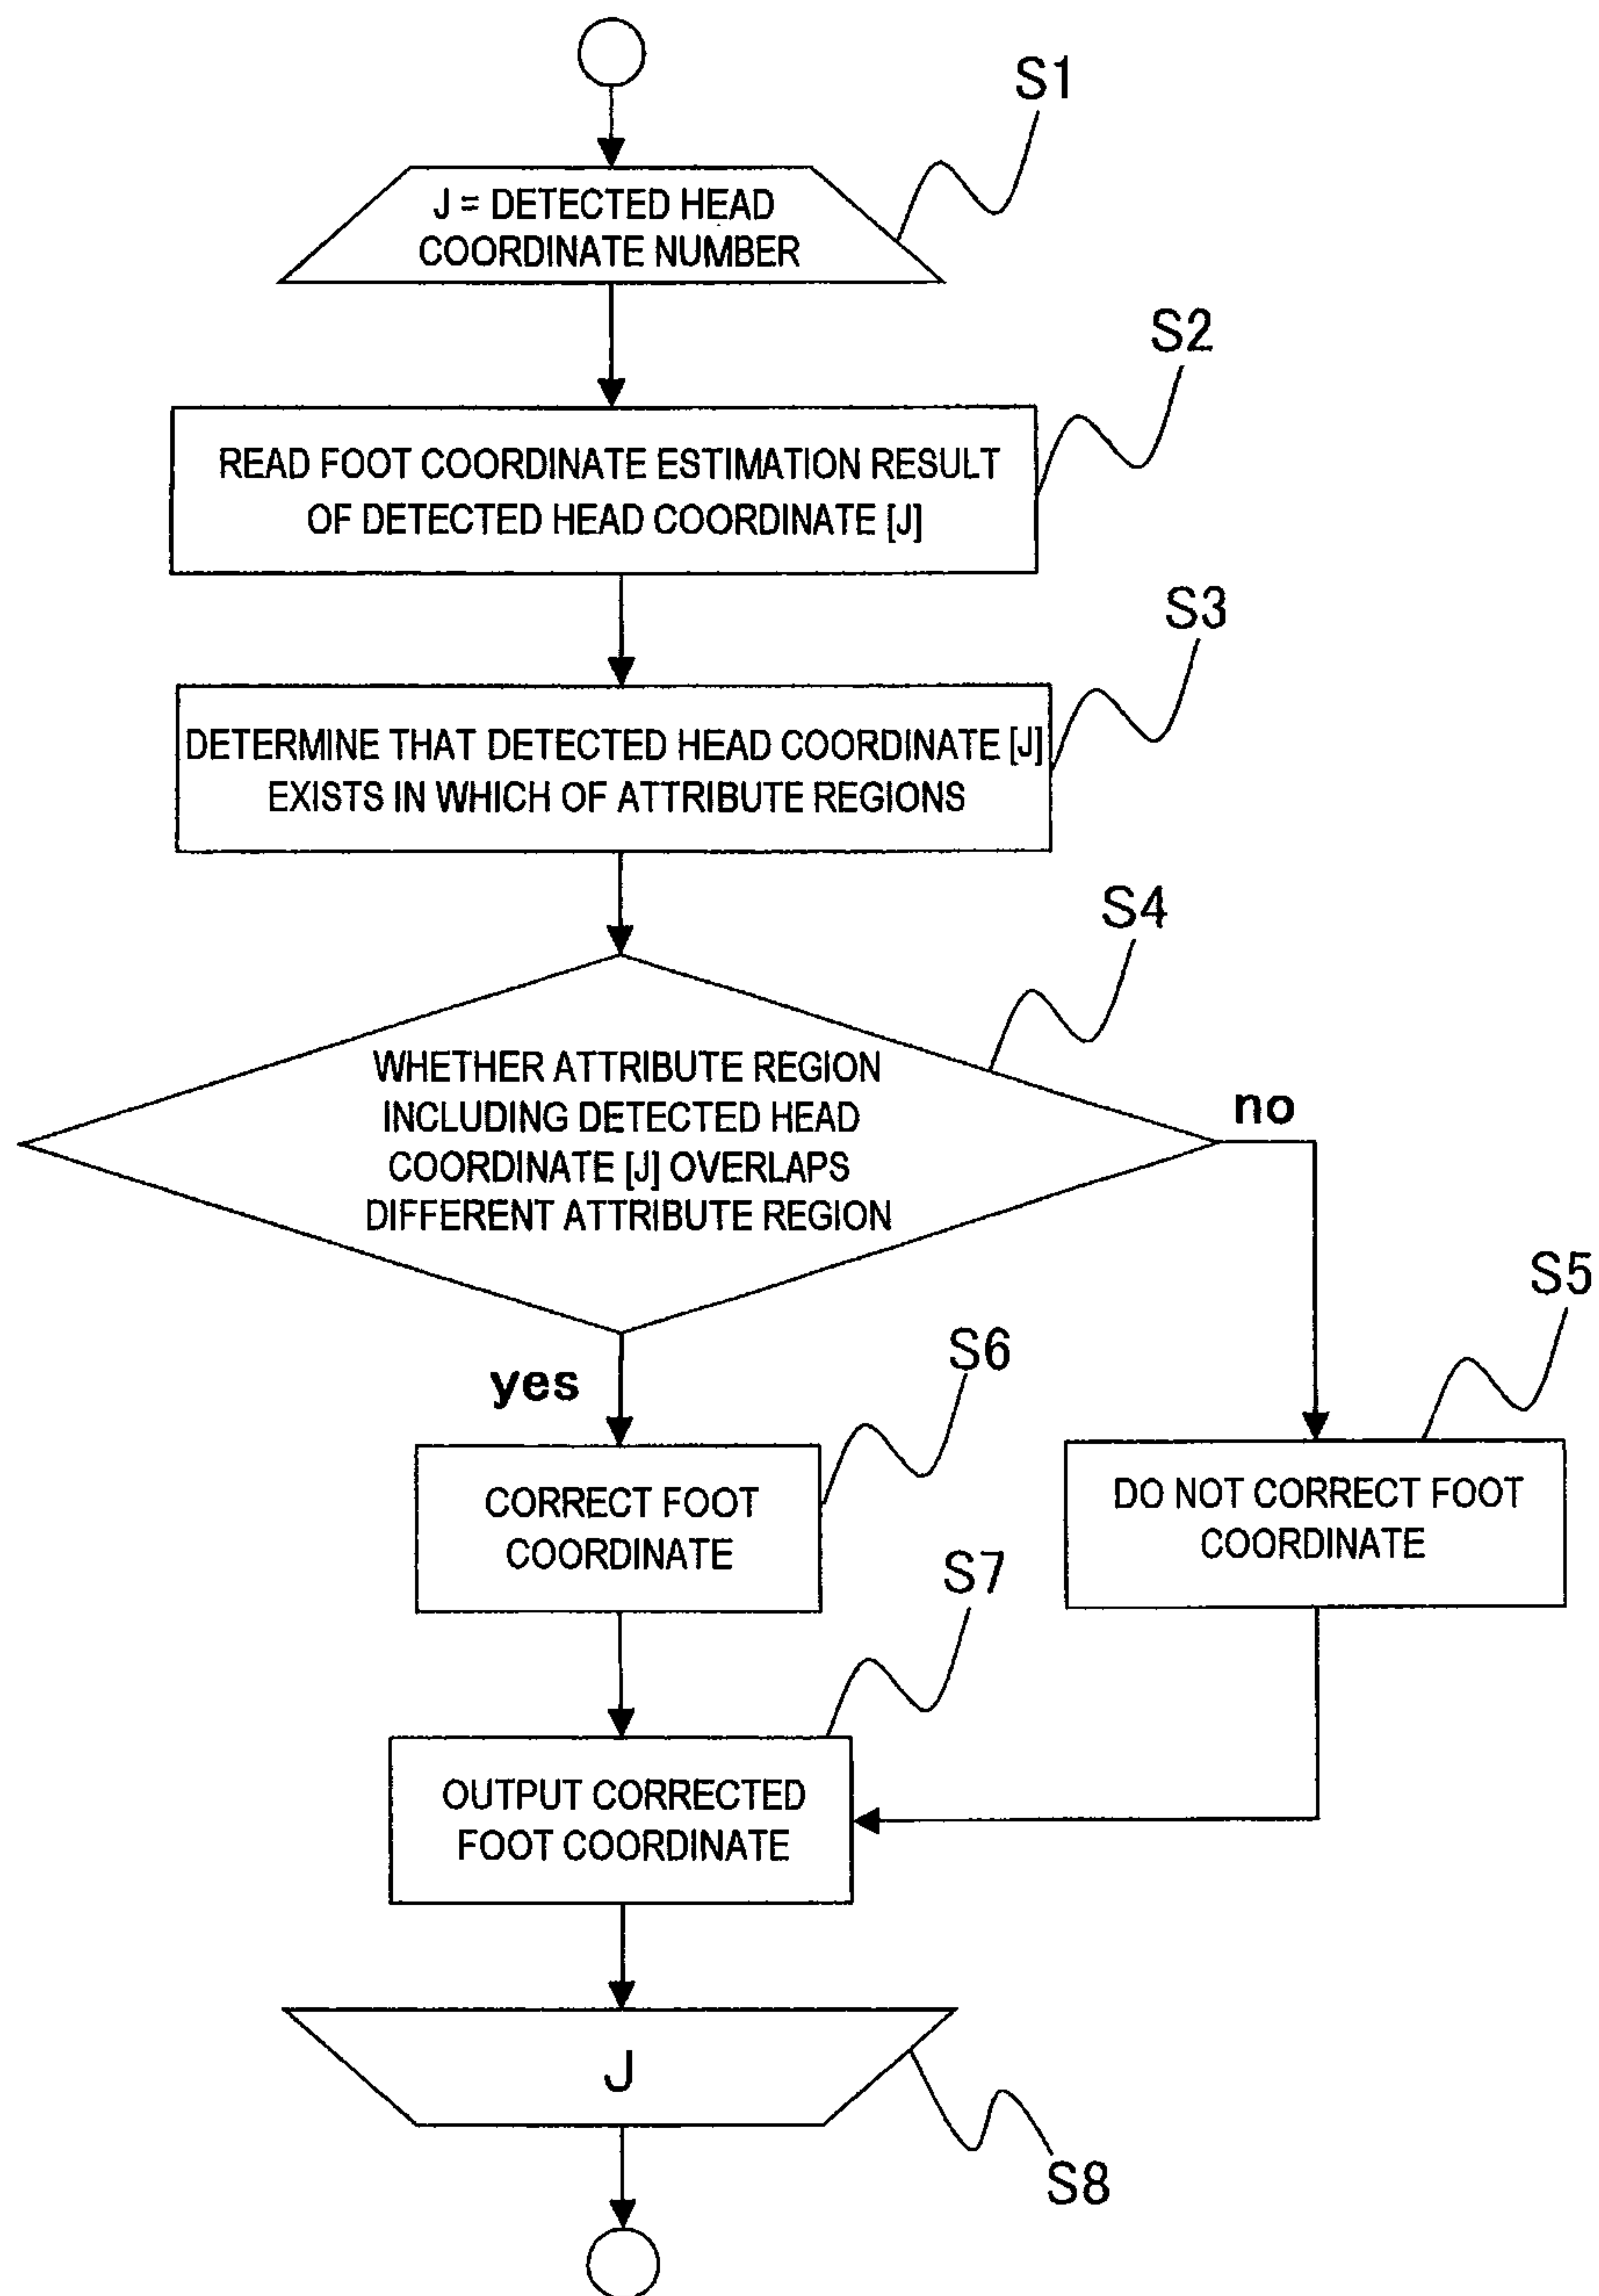 S1
J = DETECTED HEAD
COORDINATE NUMBER
S2
READ FOOT COORDINATE ESTIMATION RESULT
OF DETECTED HEAD COORDINATE [J]
S3
DETERMINE THAT DETECTED HEAD COORDINATE [J]
EXISTS IN WHICH OF ATTRIBUTE REGIONS
S4
WHETHER ATTRIBUTE REGION
INCLUDING DETECTED HEAD
COORDINATE [J] OVERLAPS
DIFFERENT ATTRIBUTE REGION
no
S5
yes
S6
CORRECT FOOT
COORDINATE
DO NOT CORRECT FOOT
COORDINATE
S7
OUTPUT CORRECTED
FOOT COORDINATE
J
S8